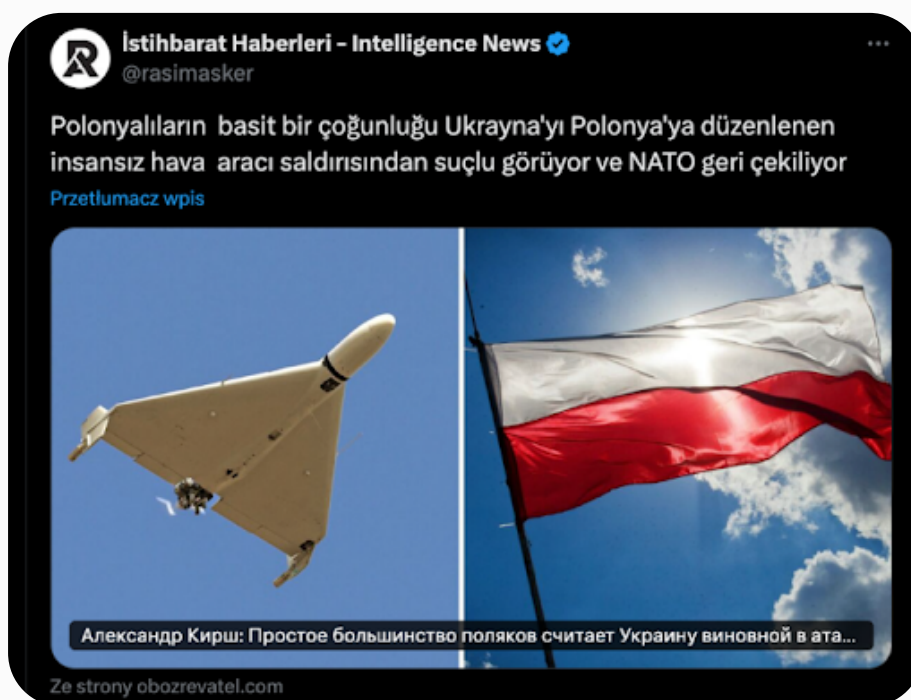 İstihbarat Haberleri - Intelligence News
@rasimasker
Polonyalıların basit bir çoğunluğu Ukrayna'yı Polonya'ya düzenlenen
insansız hava aracı saldırısından suçlu görüyor ve NATO geri çekiliyor
Przetłumacz wpis
Александр Кирш: Простое большинство поляков считает Украину виновной в ата...
Ze strony obozrevatel.com